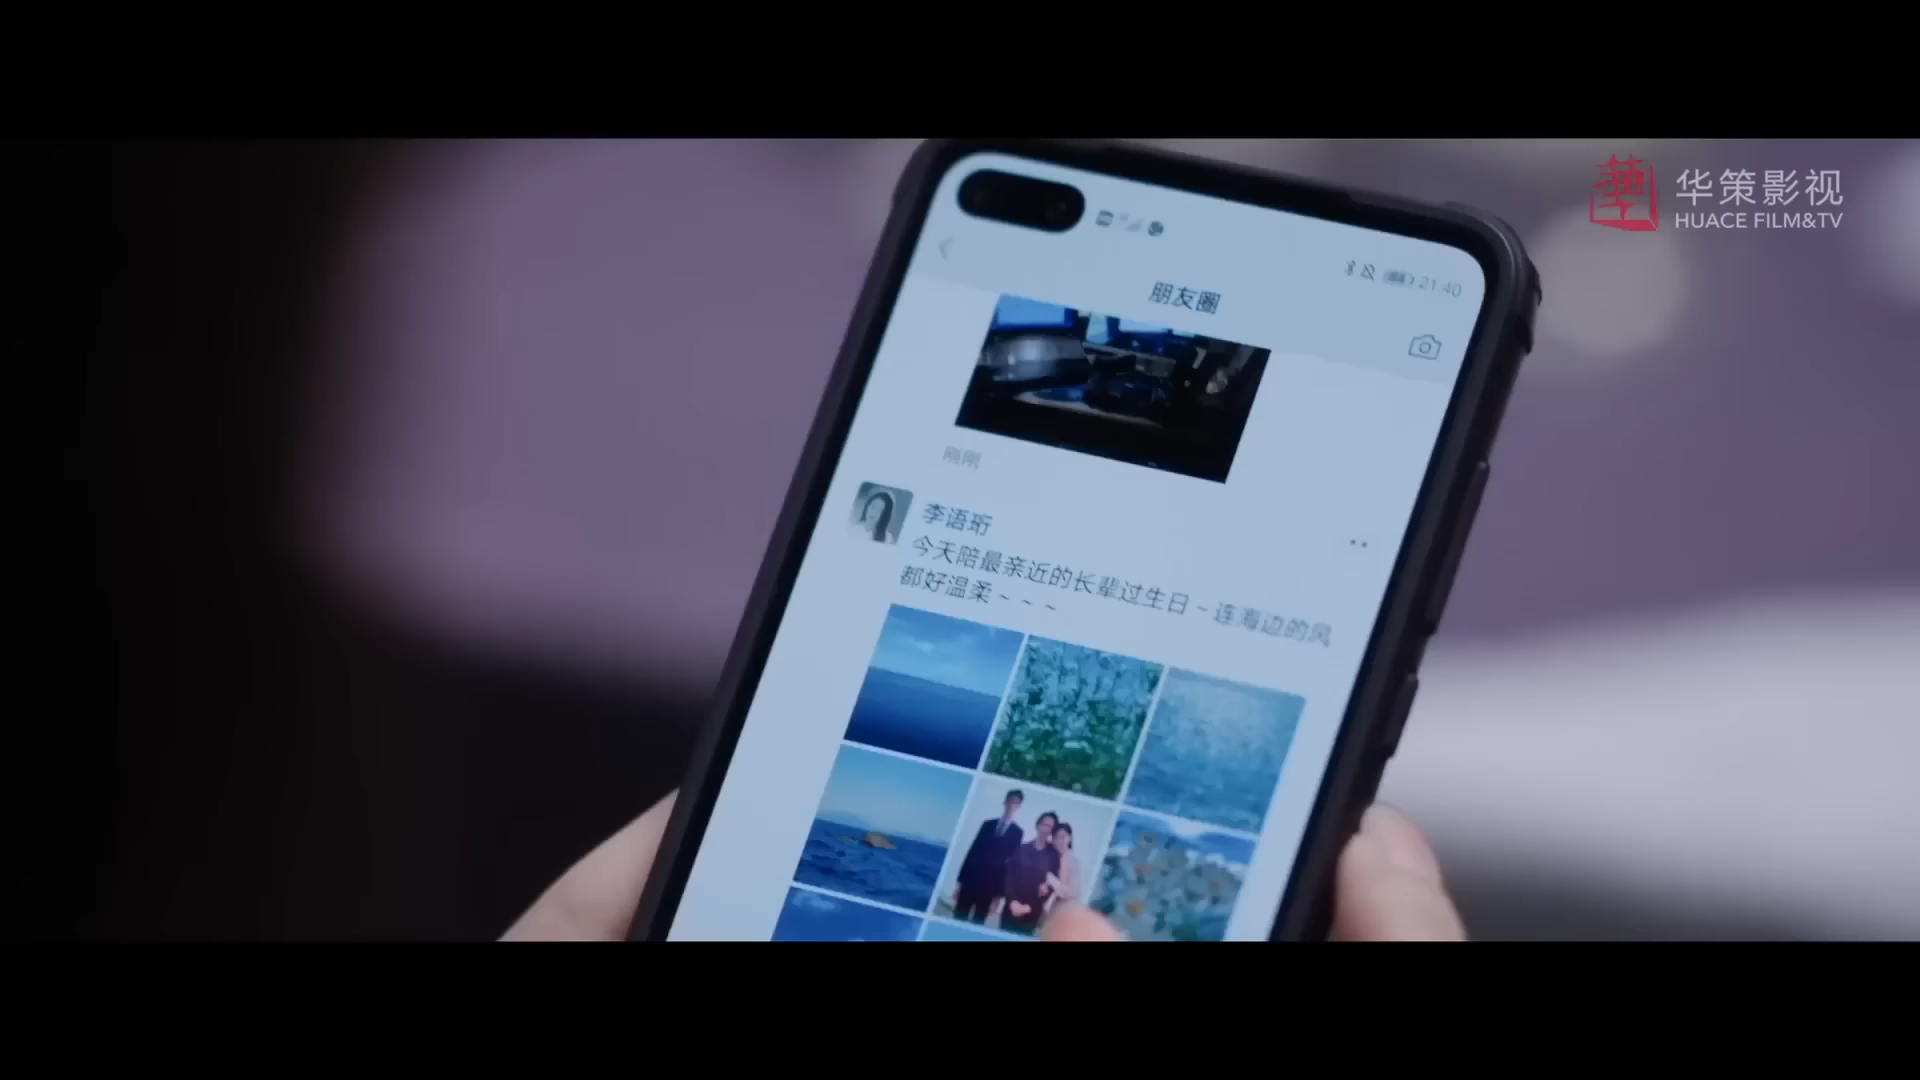 华策影视
HUACE FILM&TV
21:40
朋友圈
刚刚
李语珩
今天陪最亲近的长辈过生日~连海边的风
都好温柔~~~